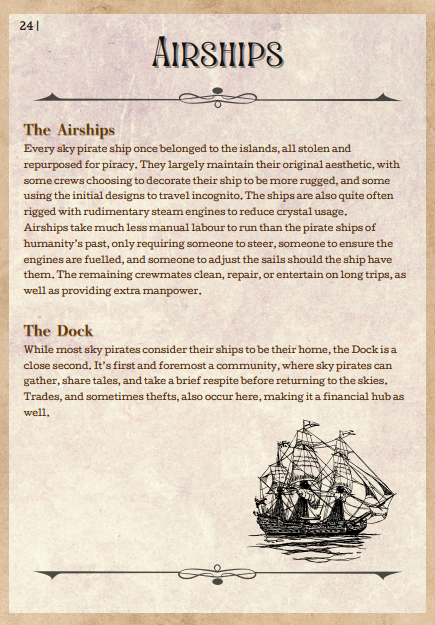 24 |
AIRSHIPS
The Airships
Every sky pirate ship once belonged to the islands, all stolen and
repurposed for piracy. They largely maintain their original aesthetic, with
some crews choosing to decorate their ship to be more rugged, and some
using the initial designs to travel incognito. The ships are also quite often
rigged with rudimentary steam engines to reduce crystal usage.
Airships take much less manual labour to run than the pirate ships of
humanity's past, only requiring someone to steer, someone to ensure the
engines are fuelled, and someone to adjust the sails should the ship have
them. The remaining crewmates clean, repair, or entertain on long trips, as
well as providing extra manpower.
The Dock
While most sky pirates consider their ships to be their home, the Dock is a
close second. It's first and foremost a community, where sky pirates can
gather, share tales, and take a brief respite before returning to the skies.
Trades, and sometimes thefts, also occur here, making it a financial hub as
well.